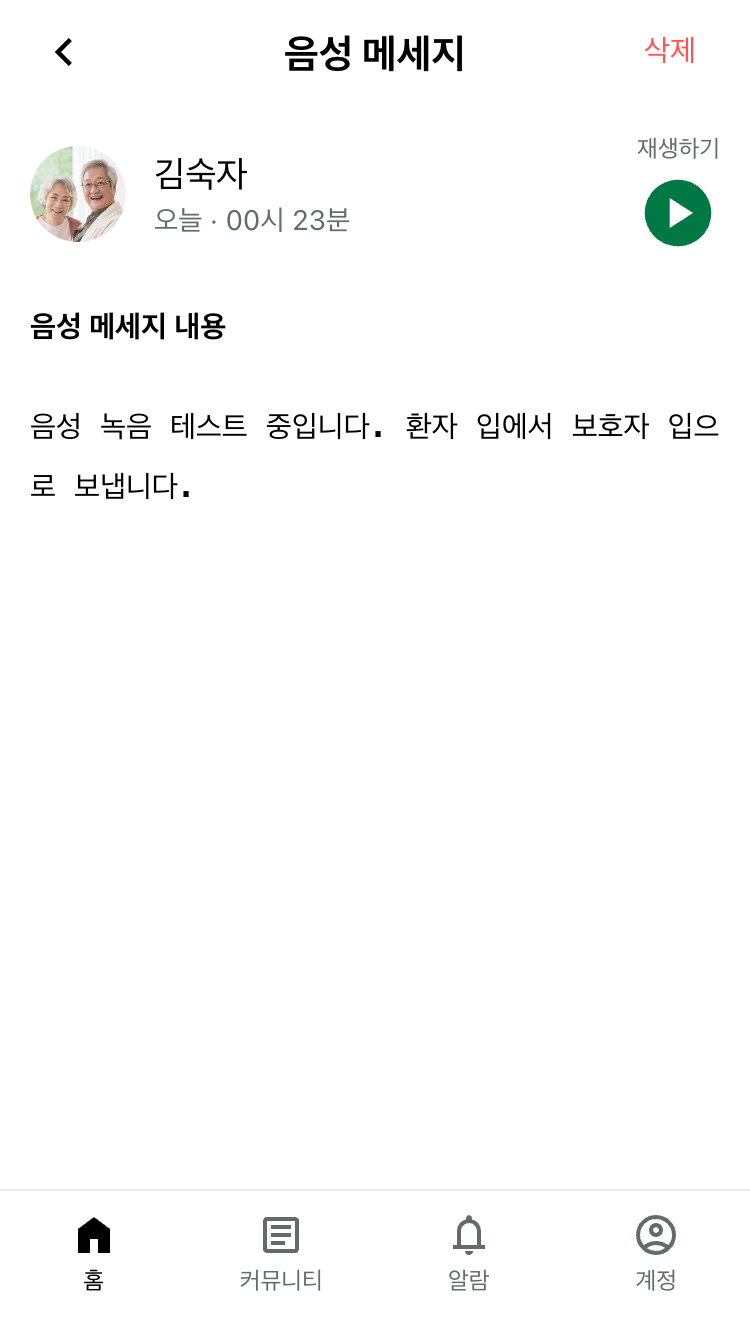 음성 메세지
삭제
재생하기
김숙자
오늘 · 00시 23분
음성 메세지 내용
음성 녹음 테스트 중입니다. 환자 입에서 보호자 입으
로 보냅니다.
홈
커뮤니티
알람
계정